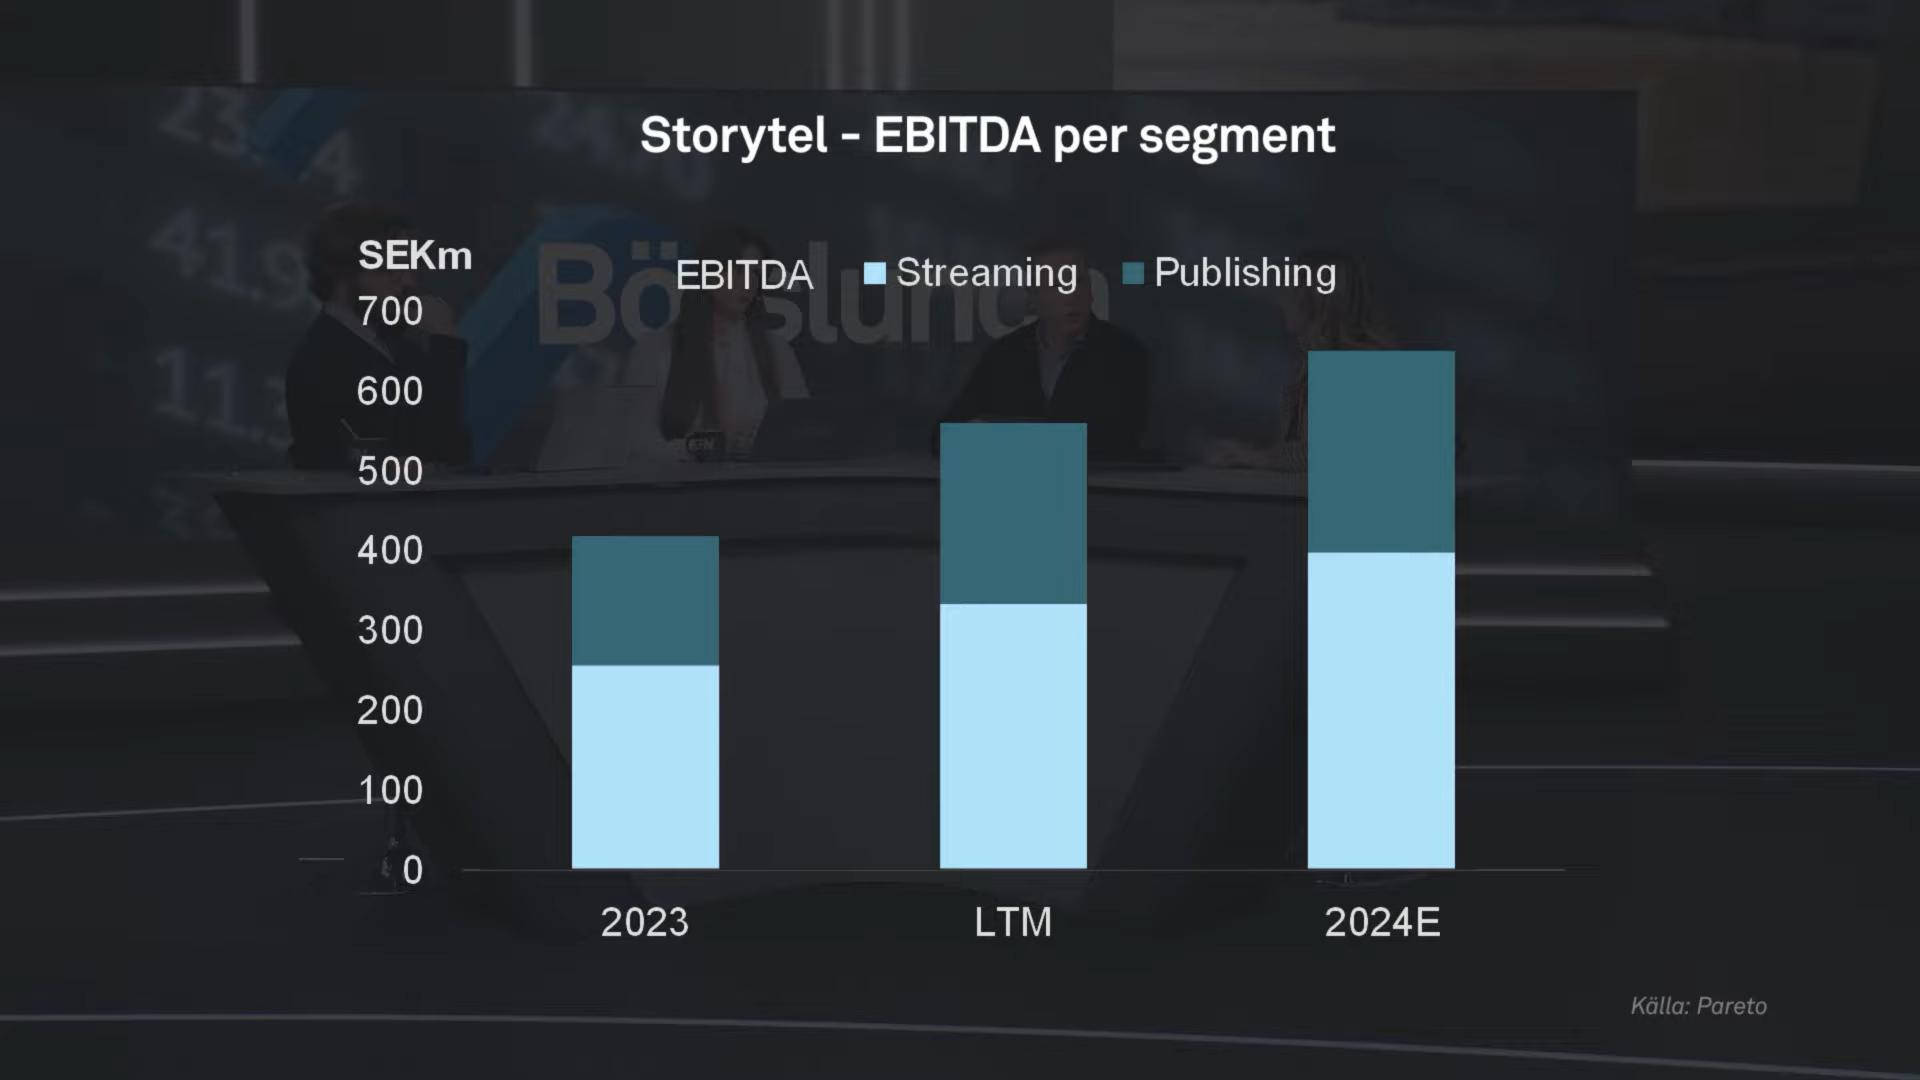 Storytel - EBITDA per segment
SEKm
EBITDA Streaming Publishing
700
600
500
400
300
200
100
0
2023 LTM 2024E
Källa: Pareto